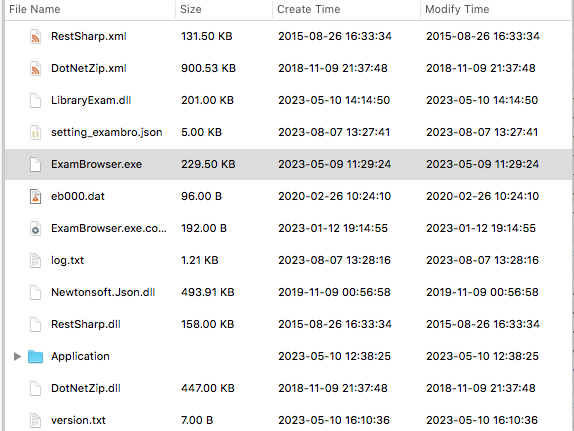 File Name Size Create Time Modify Time
RestSharp.xml 131.50 KB 2015-08-26 16:33:34 2015-08-26 16:33:34
DotNetZip.xml 900.53 KB 2018-11-09 21:37:48 2018-11-09 21:37:48
LibraryExam.dll 201.00 KB 2023-05-10 14:14:50 2023-05-10 14:14:50
setting_exambro.json 5.00 KB 2023-08-07 13:27:41 2023-08-07 13:27:41
ExamBrowser.exe 229.50 KB 2023-05-09 11:29:24 2023-05-09 11:29:24
eb000.dat 96.00 B 2020-02-26 10:24:10 2020-02-26 10:24:10
ExamBrowser.exe.co... 192.00 B 2023-01-12 19:14:55 2023-01-12 19:14:55
log.txt 1.21 KB 2023-08-07 13:28:16 2023-08-07 13:28:16
Newtonsoft.Json.dll 493.91 KB 2019-11-09 00:56:58 2019-11-09 00:56:58
RestSharp.dll 158.00 KB 2015-08-26 16:33:34 2015-08-26 16:33:34
Application 2023-05-10 12:38:25 2023-05-10 12:38:25
DotNetZip.dll 447.00 KB 2018-11-09 21:37:48 2018-11-09 21:37:48
version.txt 7.00 B 2023-05-10 16:10:36 2023-05-10 16:10:36